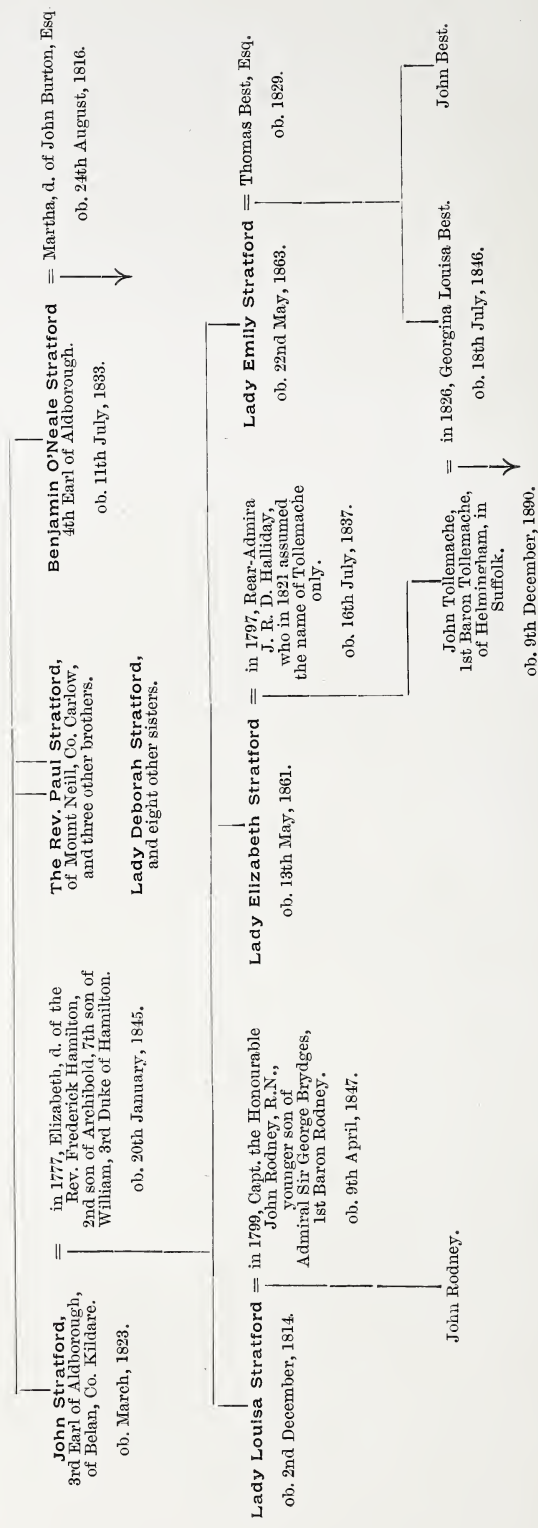 John Stratford,
3rd Earl of Aldborough,
of Belan, Co. Kildare.
ob. March, 1823.
= in 1777, Elizabeth, d. of the
Rev. Frederick Hamilton,
2nd son of Archibold, 7th son of
William, 3rd Duke of Hamilton.
ob. 20th January, 1845.
The Rev. Paul Stratford,
of Mount Neill, Co. Carlow,
and three other brothers.
Lady Deborah Stratford,
and eight other sisters.
Benjamin O'Neale Stratford
4th Earl of Aldborough.
ob. 11th July, 1833.
= Martha, d. of John Burton, Esq
ob. 24th August, 1816.
Lady Louisa Stratford
ob. 2nd December, 1814.
= in 1799, Capt. the Honourable
John Rodney, R.N.,
younger son of
Admiral Sir George Brydges,
1st Baron Rodney.
ob. 9th April, 1847.
Lady Elizabeth Stratford
ob. 13th May, 1861.
= in 1797, Rear-Admira
J. R. D. Halliday,
who in 1821 assumed
the name of Tollemache
only.
ob. 16th July, 1837.
Lady Emily Stratford
ob. 22nd May, 1863.
= Thomas Best, Esq.
ob. 1829.
John Rodney.
John Tollemache,
1st Baron Tollemache,
of Helmingham, in
Suffolk.
ob. 9th December, 1890.
= in 1826, Georgina Louisa Best.
ob. 18th July, 1846.
John Best.